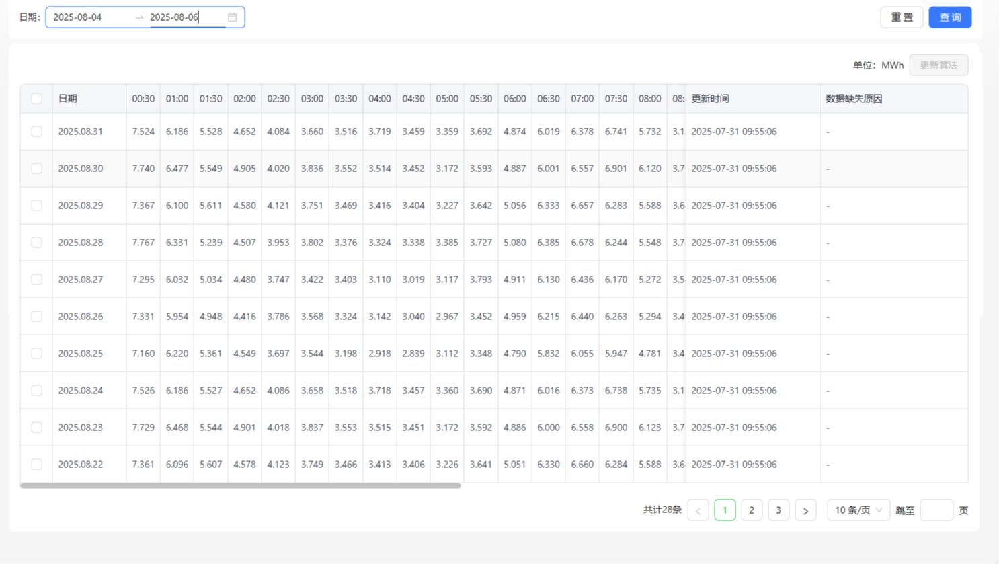 日期： 2025-08-04 → 2025-08-06 重 置 查 询
单位：MWh 更新算法
日期 00:30 01:00 01:30 02:00 02:30 03:00 03:30 04:00 04:30 05:00 05:30 06:00 06:30 07:00 07:30 08:00 08: 更新时间 数据缺失原因
2025.08.31 7.524 6.186 5.528 4.652 4.084 3.660 3.516 3.719 3.459 3.359 3.692 4.874 6.019 6.378 6.741 5.732 3.1 2025-07-31 09:55:06 -
2025.08.30 7.740 6.477 5.549 4.905 4.020 3.836 3.552 3.514 3.452 3.172 3.593 4.887 6.001 6.557 6.901 6.120 3.7 2025-07-31 09:55:06 -
2025.08.29 7.367 6.100 5.611 4.580 4.121 3.751 3.469 3.416 3.404 3.227 3.642 5.056 6.333 6.657 6.283 5.588 3.6 2025-07-31 09:55:06 -
2025.08.28 7.767 6.331 5.239 4.507 3.953 3.802 3.376 3.324 3.338 3.385 3.727 5.080 6.385 6.678 6.244 5.548 3.7 2025-07-31 09:55:06 -
2025.08.27 7.295 6.032 5.034 4.480 3.747 3.422 3.403 3.110 3.019 3.117 3.793 4.911 6.130 6.436 6.170 5.272 3.5 2025-07-31 09:55:06 -
2025.08.26 7.331 5.954 4.948 4.416 3.786 3.568 3.324 3.142 3.040 2.967 3.452 4.959 6.215 6.440 6.263 5.294 3.4 2025-07-31 09:55:06 -
2025.08.25 7.160 6.220 5.361 4.549 3.697 3.544 3.198 2.918 2.839 3.112 3.348 4.790 5.832 6.055 5.947 4.781 3.4 2025-07-31 09:55:06 -
2025.08.24 7.526 6.186 5.527 4.652 4.086 3.658 3.518 3.718 3.457 3.360 3.690 4.871 6.016 6.373 6.738 5.735 3.1 2025-07-31 09:55:06 -
2025.08.23 7.729 6.468 5.544 4.901 4.018 3.837 3.553 3.515 3.451 3.172 3.592 4.886 6.000 6.558 6.900 6.123 3.7 2025-07-31 09:55:06 -
2025.08.22 7.361 6.096 5.607 4.578 4.123 3.749 3.466 3.413 3.406 3.226 3.641 5.051 6.330 6.660 6.284 5.588 3.6 2025-07-31 09:55:06 -
共计28条 < 1 2 3 > 10 条/页 跳至 页